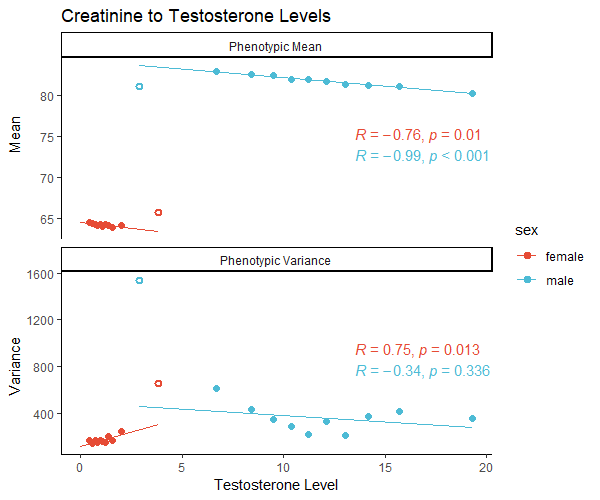 Creatinine to Testosterone Levels
Phenotypic Mean
Mean
80
75
70
65
R = −0.76, p = 0.01
R = −0.99, p < 0.001
Phenotypic Variance
Variance
1600
1200
800
400
R = 0.75, p = 0.013
R = −0.34, p = 0.336
0 5 10 15 20
Testosterone Level
sex
female
male